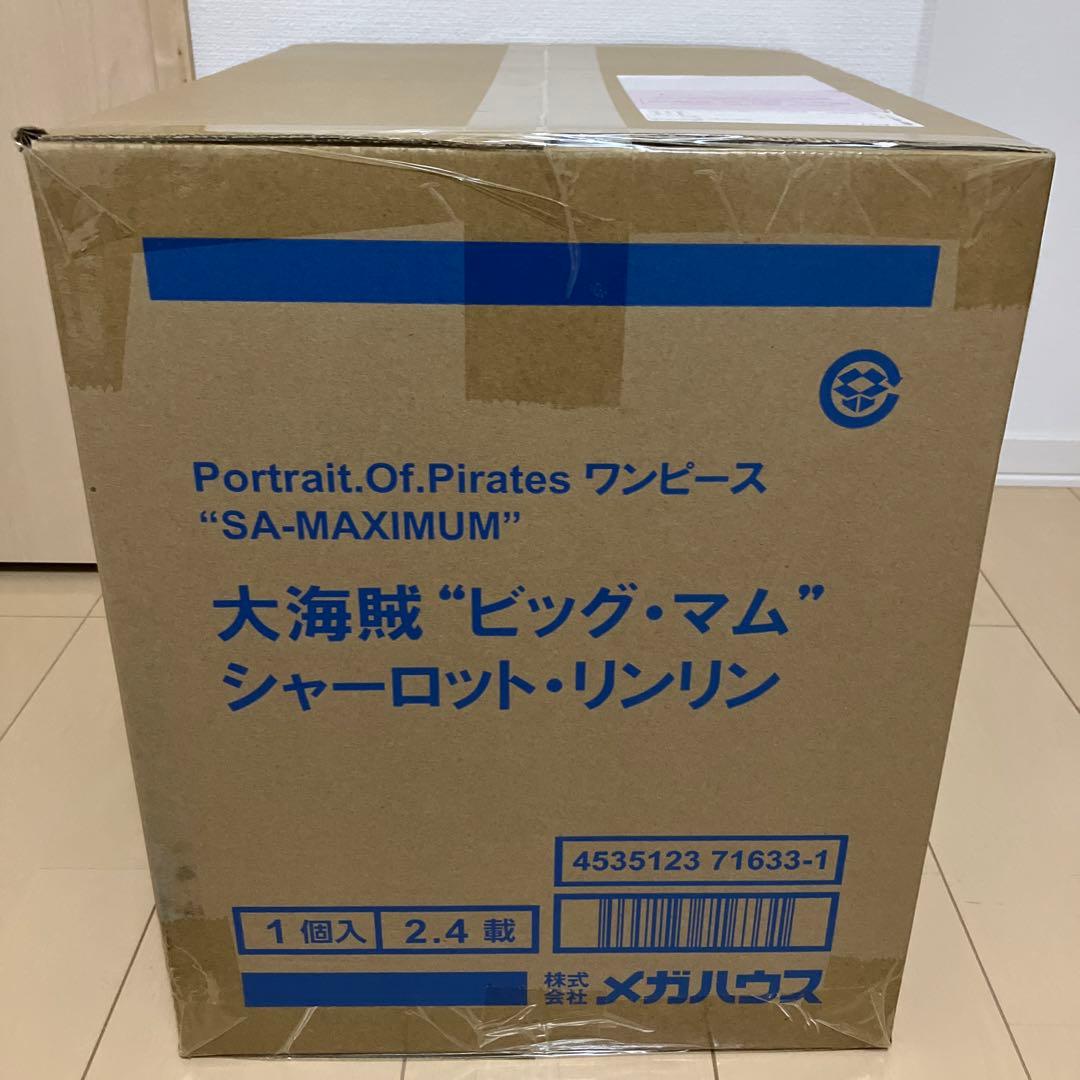 Portrait.Of.Pirates ワンピース
“SA-MAXIMUM”
大海賊“ビッグ・マム”
シャーロット・リンリン
4535123 71633-1
1個入 2.4 載
株式会社 メガハウス